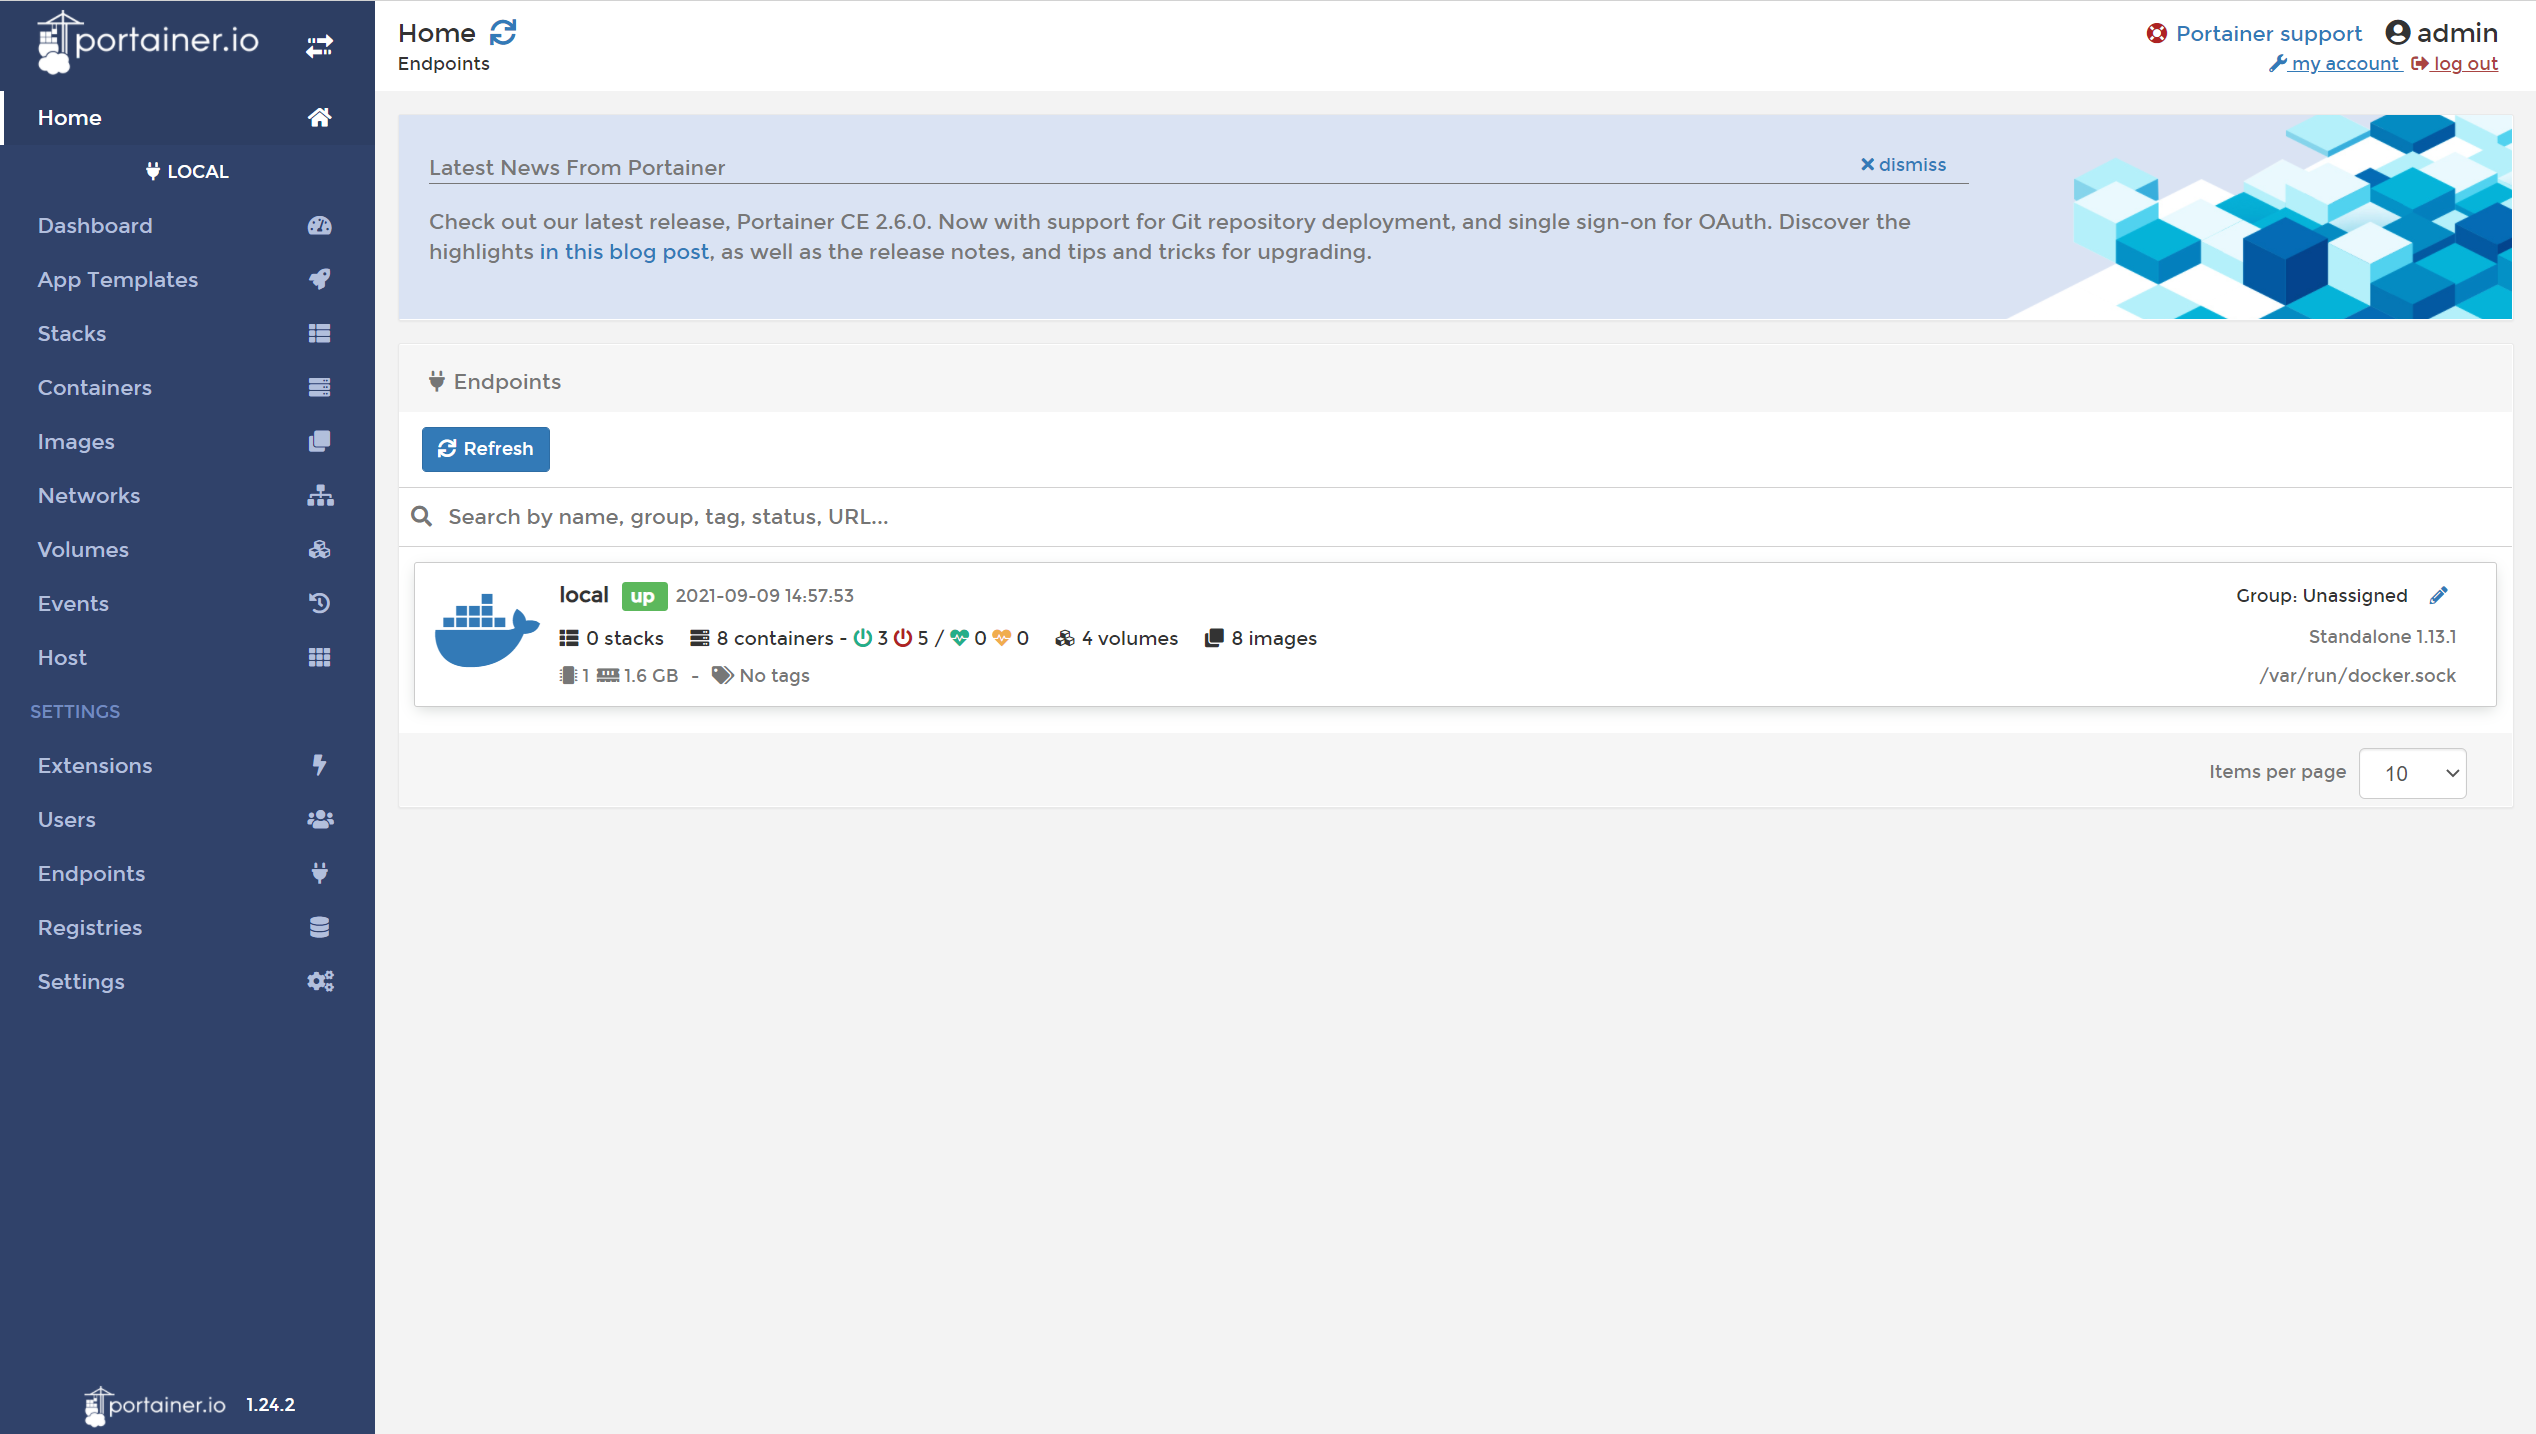 portainer.io
Home
LOCAL
Dashboard
App Templates
Stacks
Containers
Images
Networks
Volumes
Events
Host
SETTINGS
Extensions
Users
Endpoints
Registries
Settings
portainer.io 1.24.2
Home
Endpoints
Portainer support admin
my account log out
Latest News From Portainer
dismiss
Check out our latest release, Portainer CE 2.6.0. Now with support for Git repository deployment, and single sign-on for OAuth. Discover the
highlights in this blog post, as well as the release notes, and tips and tricks for upgrading.
Endpoints
Refresh
Search by name, group, tag, status, URL...
local up 2021-09-09 14:57:53
Group: Unassigned
0 stacks 8 containers - 3 5 / 0 0 4 volumes 8 images
Standalone 1.13.1
1 1.6 GB - No tags
/var/run/docker.sock
Items per page 10